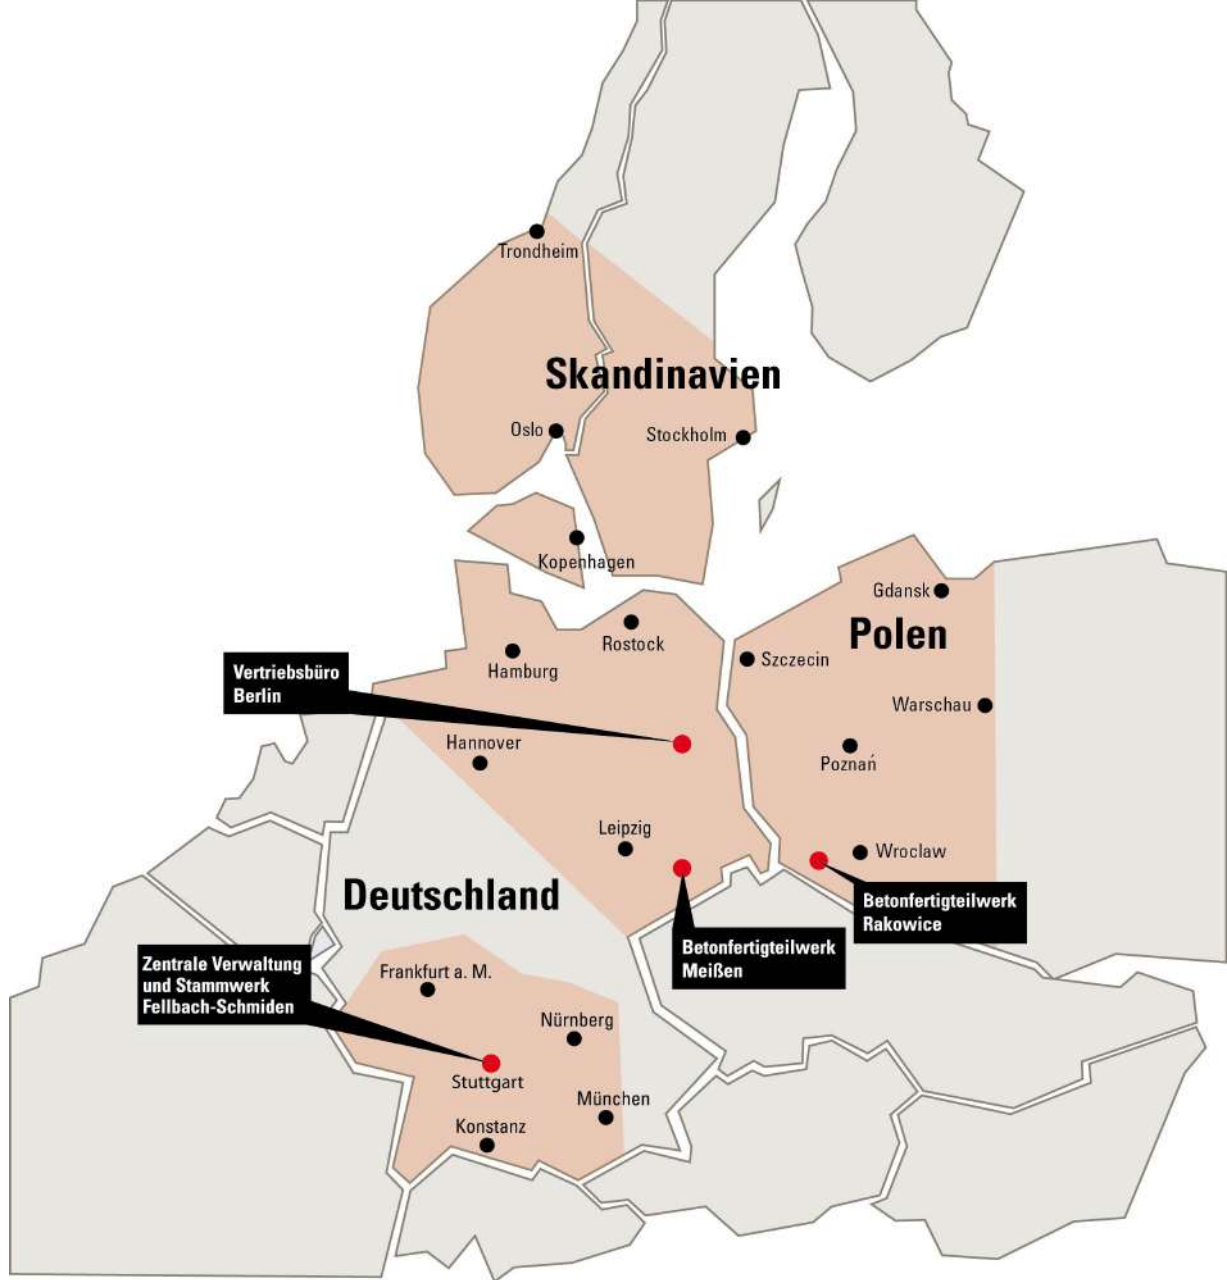 Trondheim
Skandinavien
Oslo
Stockholm
Kopenhagen
Gdansk
Polen
Rostock
Szczecin
Hamburg
Vertriebsbüro
Berlin
Warschau
Hannover
Poznań
Leipzig
Wroclaw
Deutschland
Betonfertigteilwerk
Rakowice
Betonfertigteilwerk
Meißen
Zentrale Verwaltung
und Stammwerk
Fellbach-Schmiden
Frankfurt a. M.
Nürnberg
Stuttgart
München
Konstanz